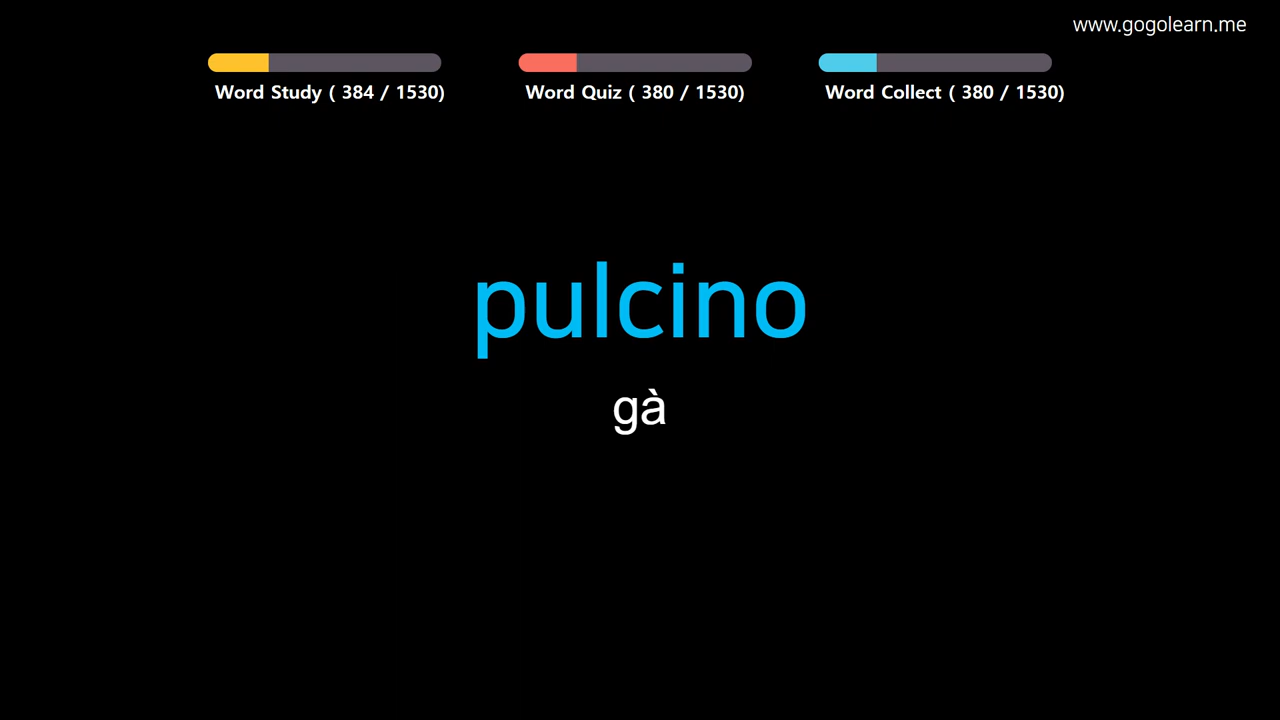 www.gogolearn.me
Word Study ( 384 / 1530)
Word Quiz ( 380 / 1530)
Word Collect ( 380 / 1530)
pulcino
gà